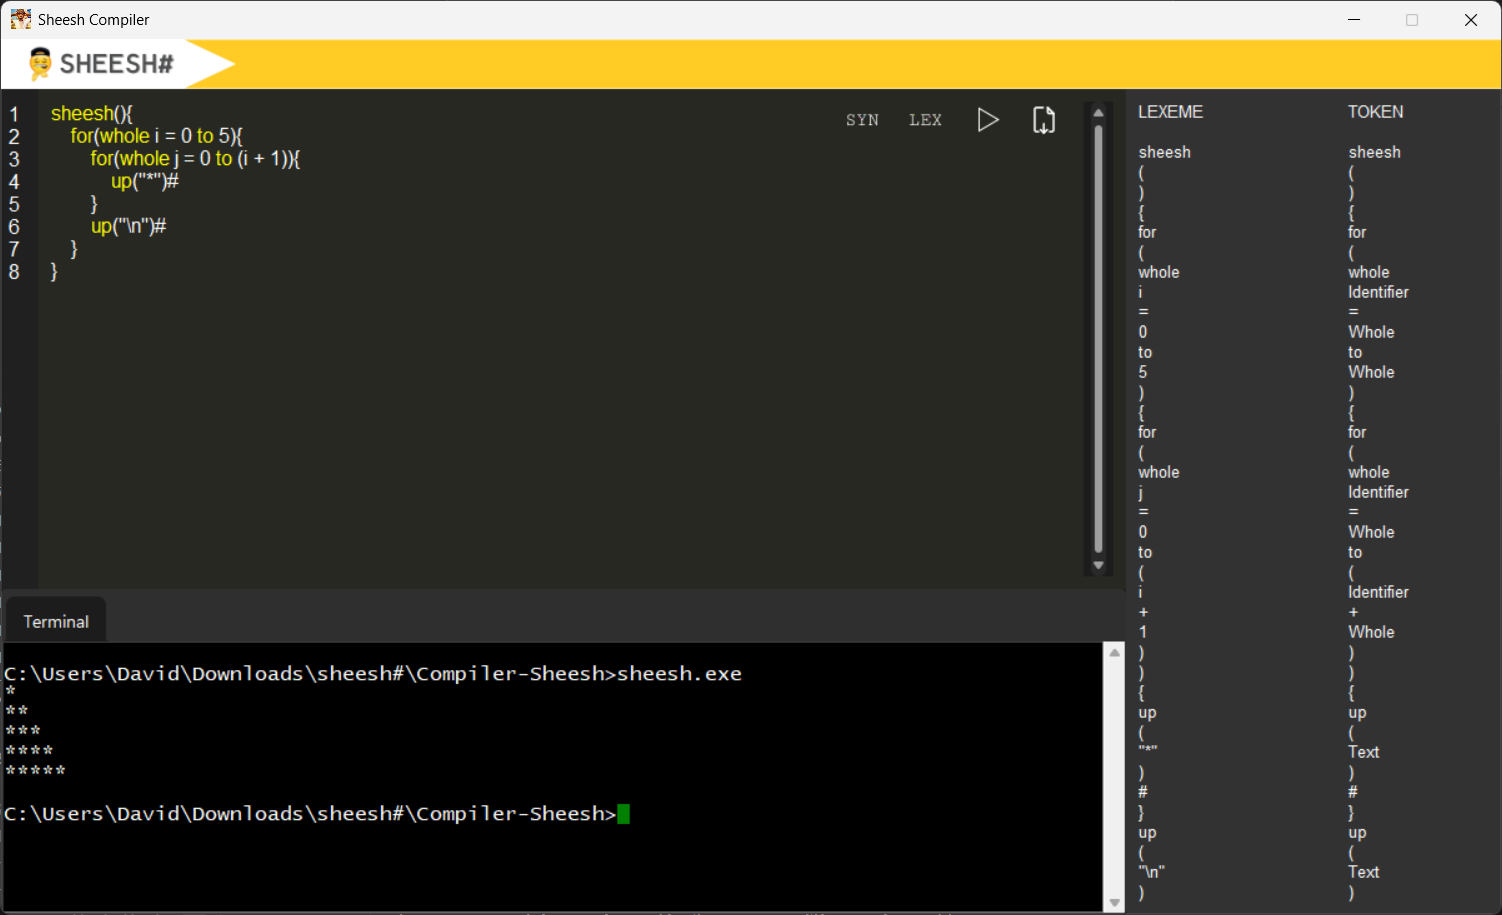 Sheesh Compiler
SHEESH#
1 sheesh(){
2 for(whole i = 0 to 5){
3 for(whole j = 0 to (i + 1)){
4 up("*")#
5 }
6 up("\n")#
7 }
8 }
SYN LEX
Terminal
C:\Users\David\Downloads\sheesh#\Compiler-Sheesh>sheesh.exe
*
**
***
****
*****
C:\Users\David\Downloads\sheesh#\Compiler-Sheesh>
LEXEME TOKEN
sheesh sheesh
( (
) )
{ {
for for
( (
whole whole
i Identifier
= =
0 Whole
to to
5 Whole
) )
{ {
for for
( (
whole whole
j Identifier
= =
0 Whole
to to
( (
i Identifier
+ +
1 Whole
) )
) )
{ {
up up
( (
"*" Text
) )
# #
} }
up up
( (
"\n" Text
) )